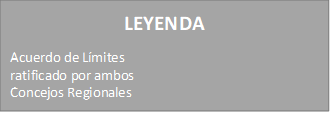 LEYENDA
Acuerdo de Límites
ratificado por ambos
Concejos Regionales